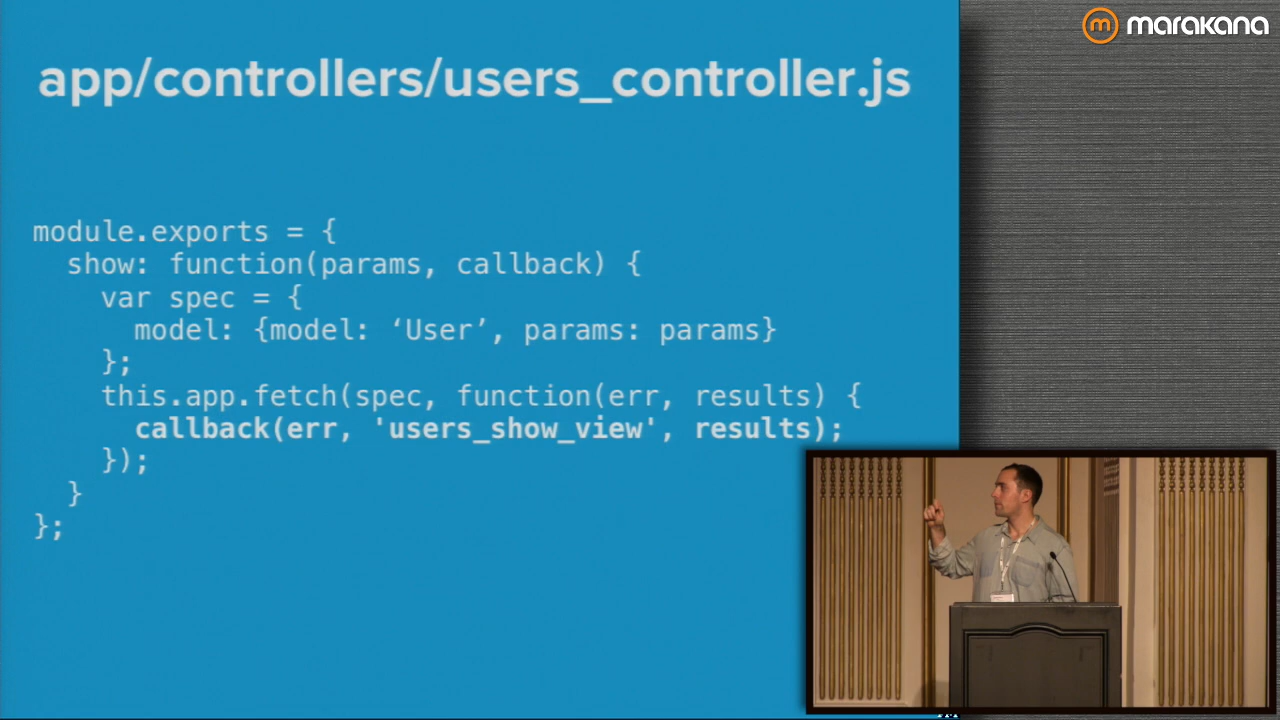 marakana
app/controllers/users_controller.js
module.exports = {
  show: function(params, callback) {
    var spec = {
      model: {model: ‘User’, params: params}
    };
    this.app.fetch(spec, function(err, results) {
      callback(err, 'users_show_view', results);
    });
  }
};